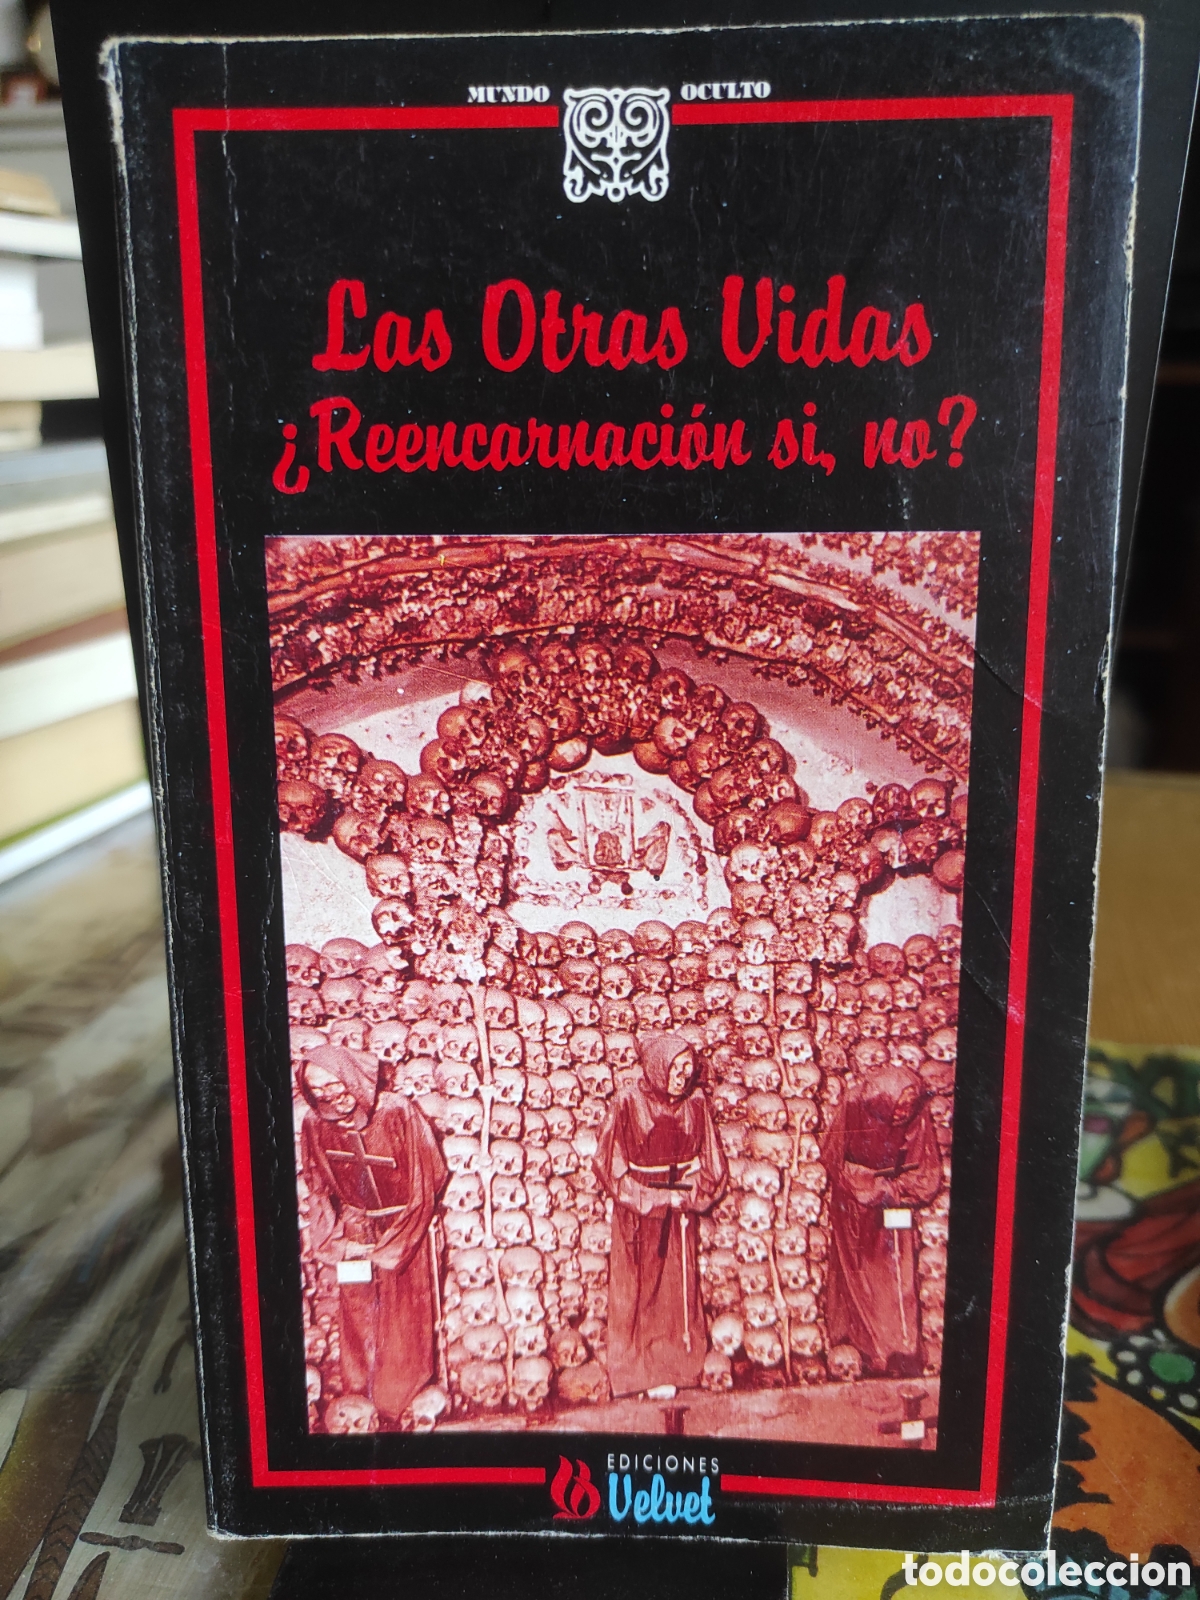 MUNDO OCULTO
Las Otras Vidas
¿Reencarnación si, no?
EDICIONES
Velvet
todocoleccion